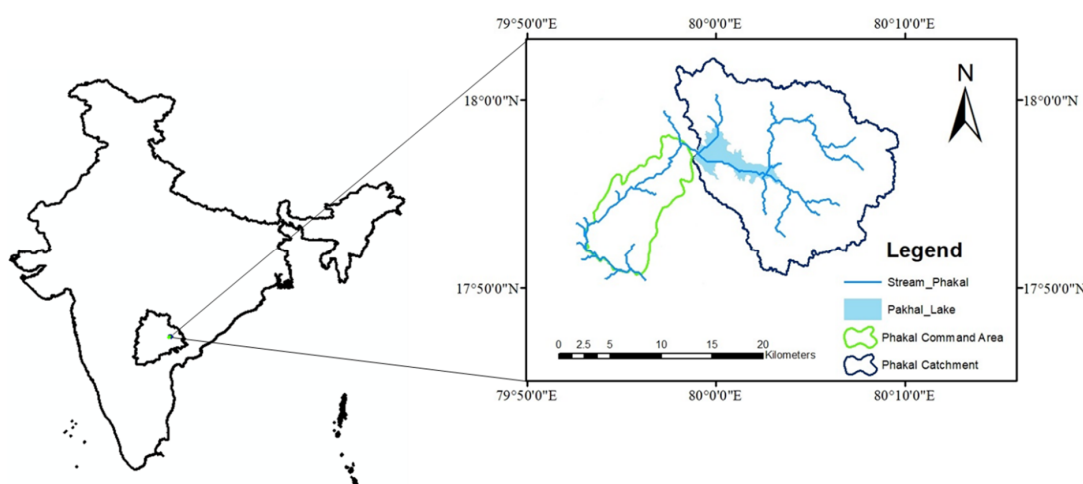 79°50'0"E 80°0'0"E 80°10'0"E
N
18°0'0"N 18°0'0"N
Legend
Stream_Phakal
17°50'0"N 17°50'0"N
Pakhal_Lake
Phakal Command Area
0 2.5 5 10 15 20
Kilometers
Phakal Catchment
79°50'0"E 80°0'0"E 80°10'0"E